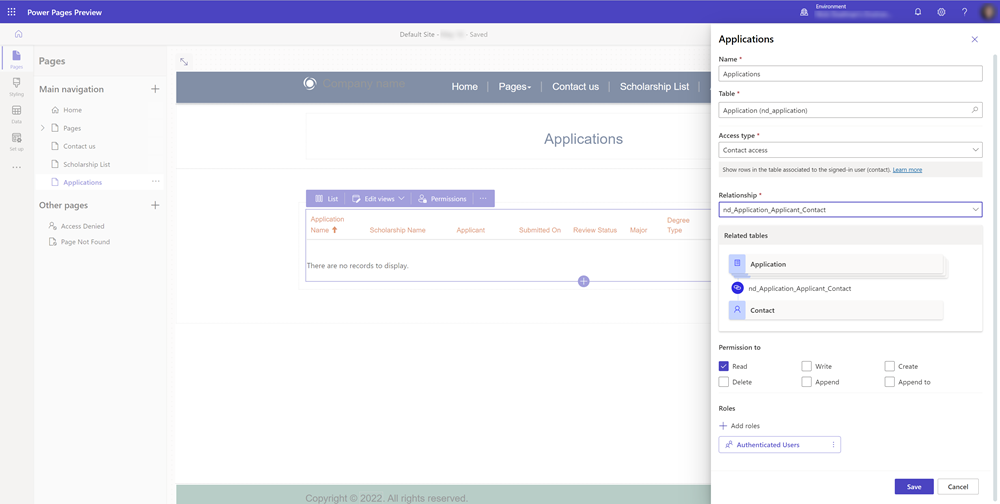 Power Pages Preview
Environment
Default Site - - Saved
Pages
Styling
Data
Set up
Pages
Main navigation
Home
Pages
Contact us
Scholarship List
Applications
Other pages
Access Denied
Page Not Found
Company name
Home
Pages
Contact us
Scholarship List
Applications
List
Edit views
Permissions
Application
Name
Scholarship Name
Applicant
Submitted On
Review Status
Major
Degree
Type
There are no records to display.
Copyright © 2022. All rights reserved.
Applications
Name *
Applications
Table *
Application (nd_application)
Access type *
Contact access
Show rows in the table associated to the signed-in user (contact). Learn more
Relationship *
nd_Application_Applicant_Contact
Related tables
Application
nd_Application_Applicant_Contact
Contact
Permission to
Read
Write
Create
Delete
Append
Append to
Roles
Add roles
Authenticated Users
Save
Cancel